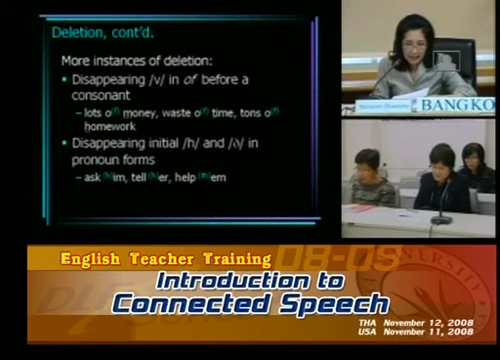 Deletion, cont'd.
More instances of deletion:
• Disappearing /v/ in of before a
consonant
– lots o(f) money, waste o(f) time, tons o(f)
homework
• Disappearing initial /h/ and /ð/ in
pronoun forms
– ask (h)im, tell (h)er, help (th)em
BANGKO
English Teacher Training
08-09
Introduction to
Connected Speech
THA November 12, 2008
USA November 11, 2008